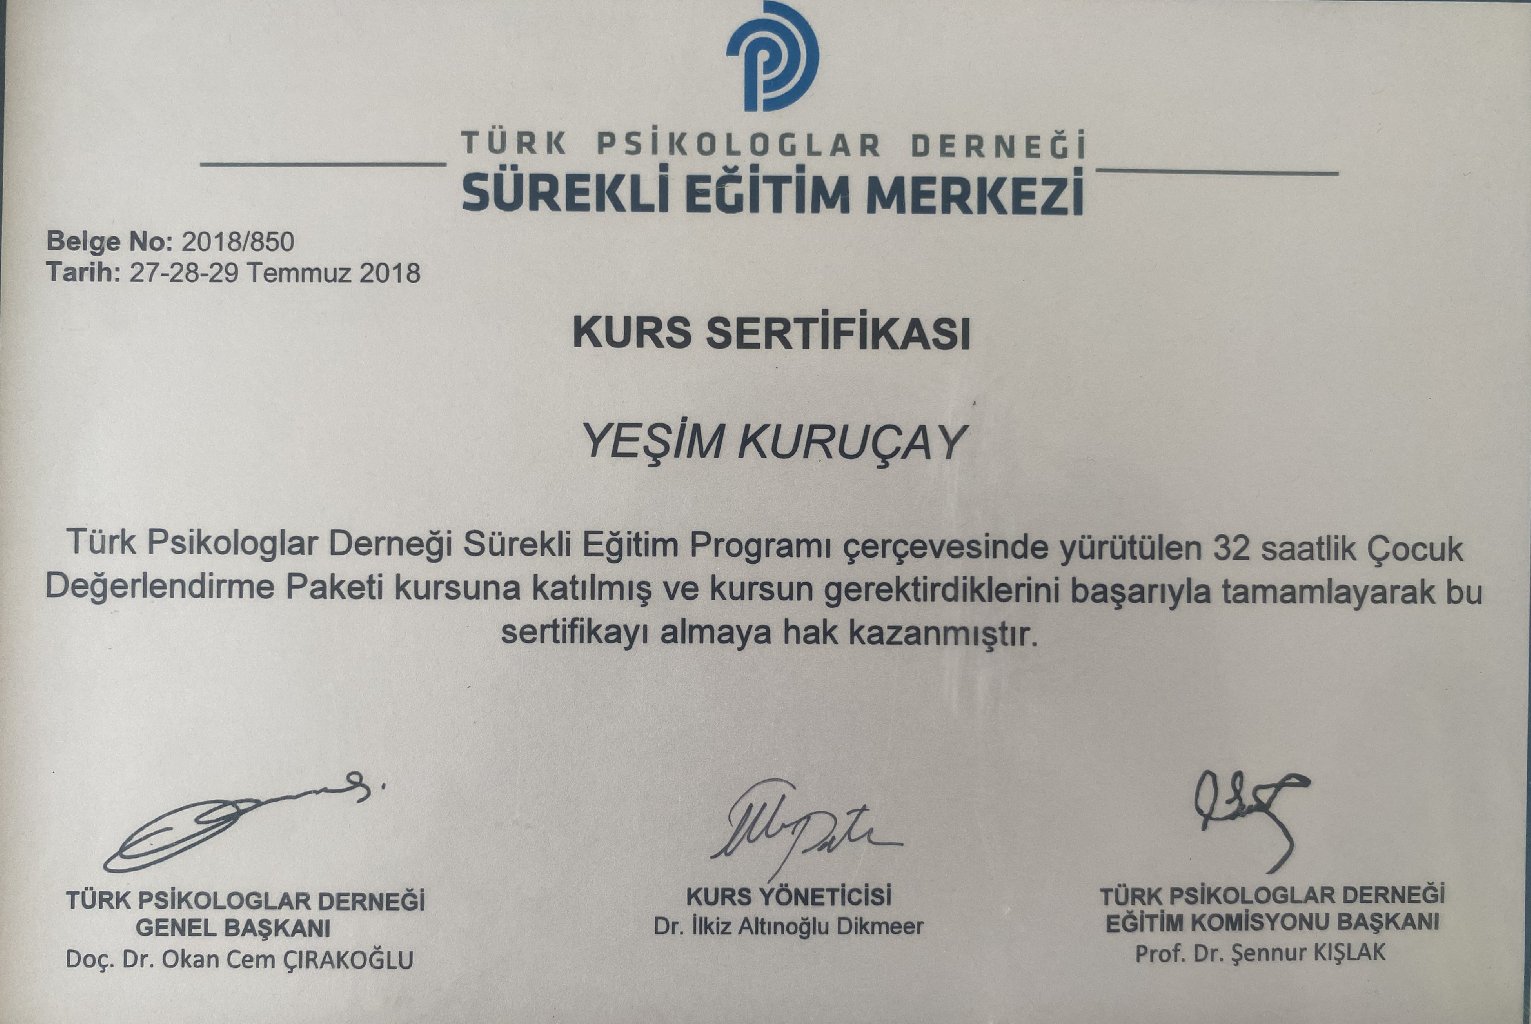 TÜRK PSİKOLOGLAR DERNEĞİ
SÜREKLİ EĞİTİM MERKEZİ
Belge No: 2018/850
Tarih: 27-28-29 Temmuz 2018
KURS SERTİFİKASI
YEŞİM KURUÇAY
Türk Psikologlar Derneği Sürekli Eğitim Programı çerçevesinde yürütülen 32 saatlik Çocuk
Değerlendirme Paketi kursuna katılmış ve kursun gerektirdiklerini başarıyla tamamlayarak bu
sertifikayı almaya hak kazanmıştır.
TÜRK PSİKOLOGLAR DERNEĞİ
GENEL BAŞKANI
Doç. Dr. Okan Cem ÇIRAKOĞLU
KURS YÖNETİCİSİ
Dr. İlkiz Altınoğlu Dikmeer
TÜRK PSİKOLOGLAR DERNEĞİ
EĞİTİM KOMİSYONU BAŞKANI
Prof. Dr. Şennur KIŞLAK